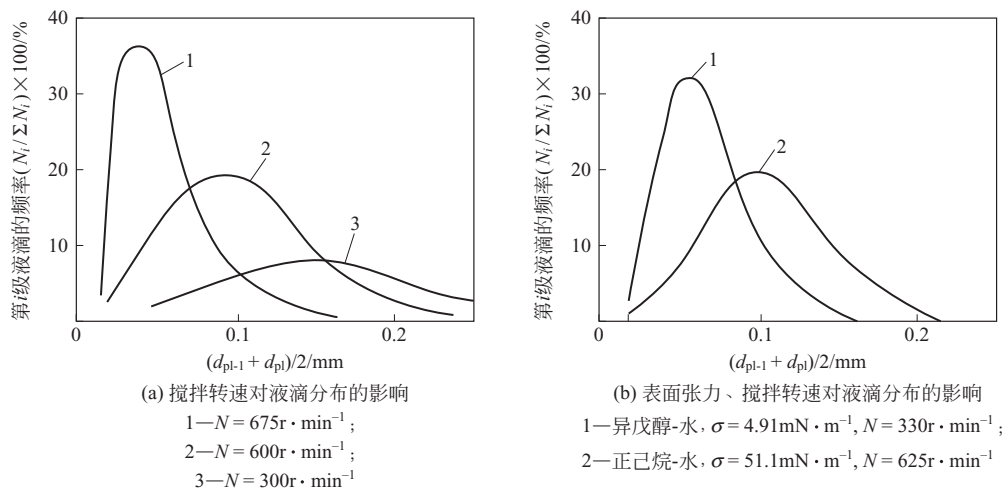 第i级液滴的频率(Nᵢ/ΣNᵢ)×100/%
40
30
20
10
0
0.1
0.2
1
2
3
(dpl-1 + dpl)/2/mm
(a) 搅拌转速对液滴分布的影响
1—N = 675r·min⁻¹；
2—N = 600r·min⁻¹；
3—N = 300r·min⁻¹
第i级液滴的频率(Nᵢ/ΣNᵢ)×100/%
40
30
20
10
0
0.1
0.2
1
2
(dpl-1 + dpl)/2/mm
(b) 表面张力、搅拌转速对液滴分布的影响
1—异戊醇-水, σ = 4.91mN·m⁻¹, N = 330r·min⁻¹；
2—正己烷-水, σ = 51.1mN·m⁻¹, N = 625r·min⁻¹